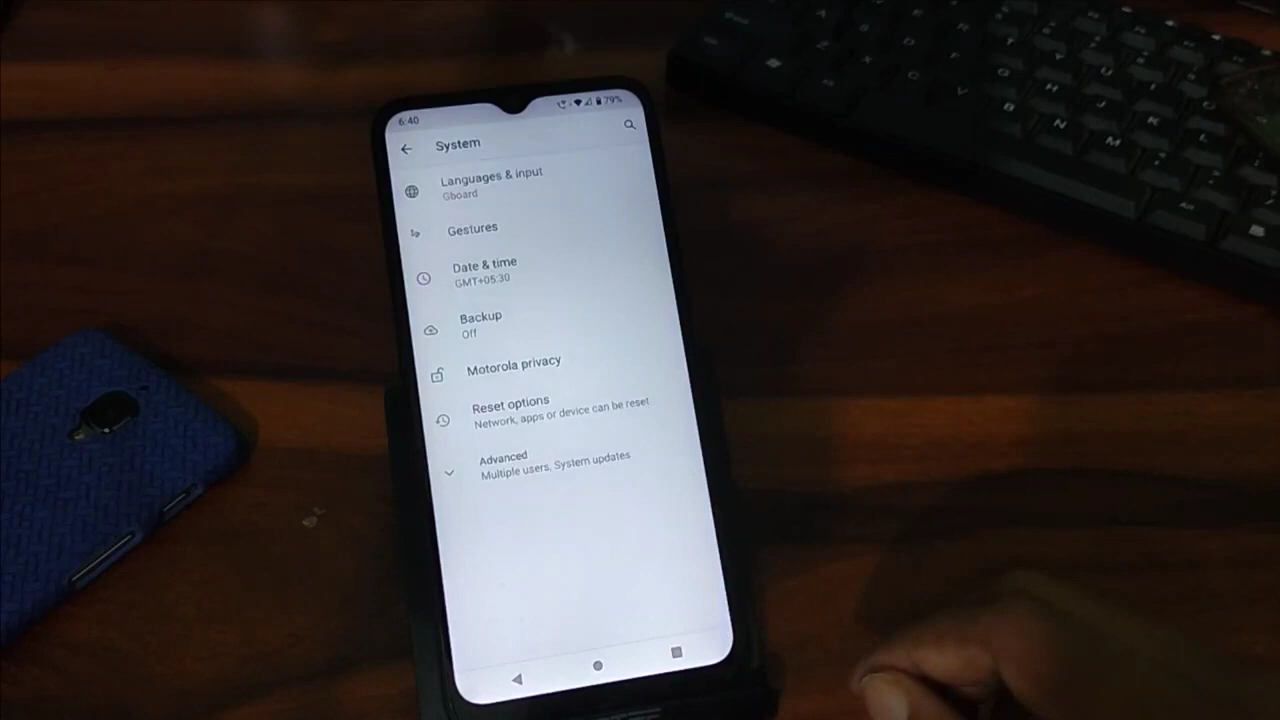 6:40
79%
System
Languages & input
Gboard
Gestures
Date & time
GMT+05:30
Backup
Off
Motorola privacy
Reset options
Network, apps or device can be reset
Advanced
Multiple users, System updates
B
N
M
H
J
K
L
G
Y
U
V
C
X
Z
A